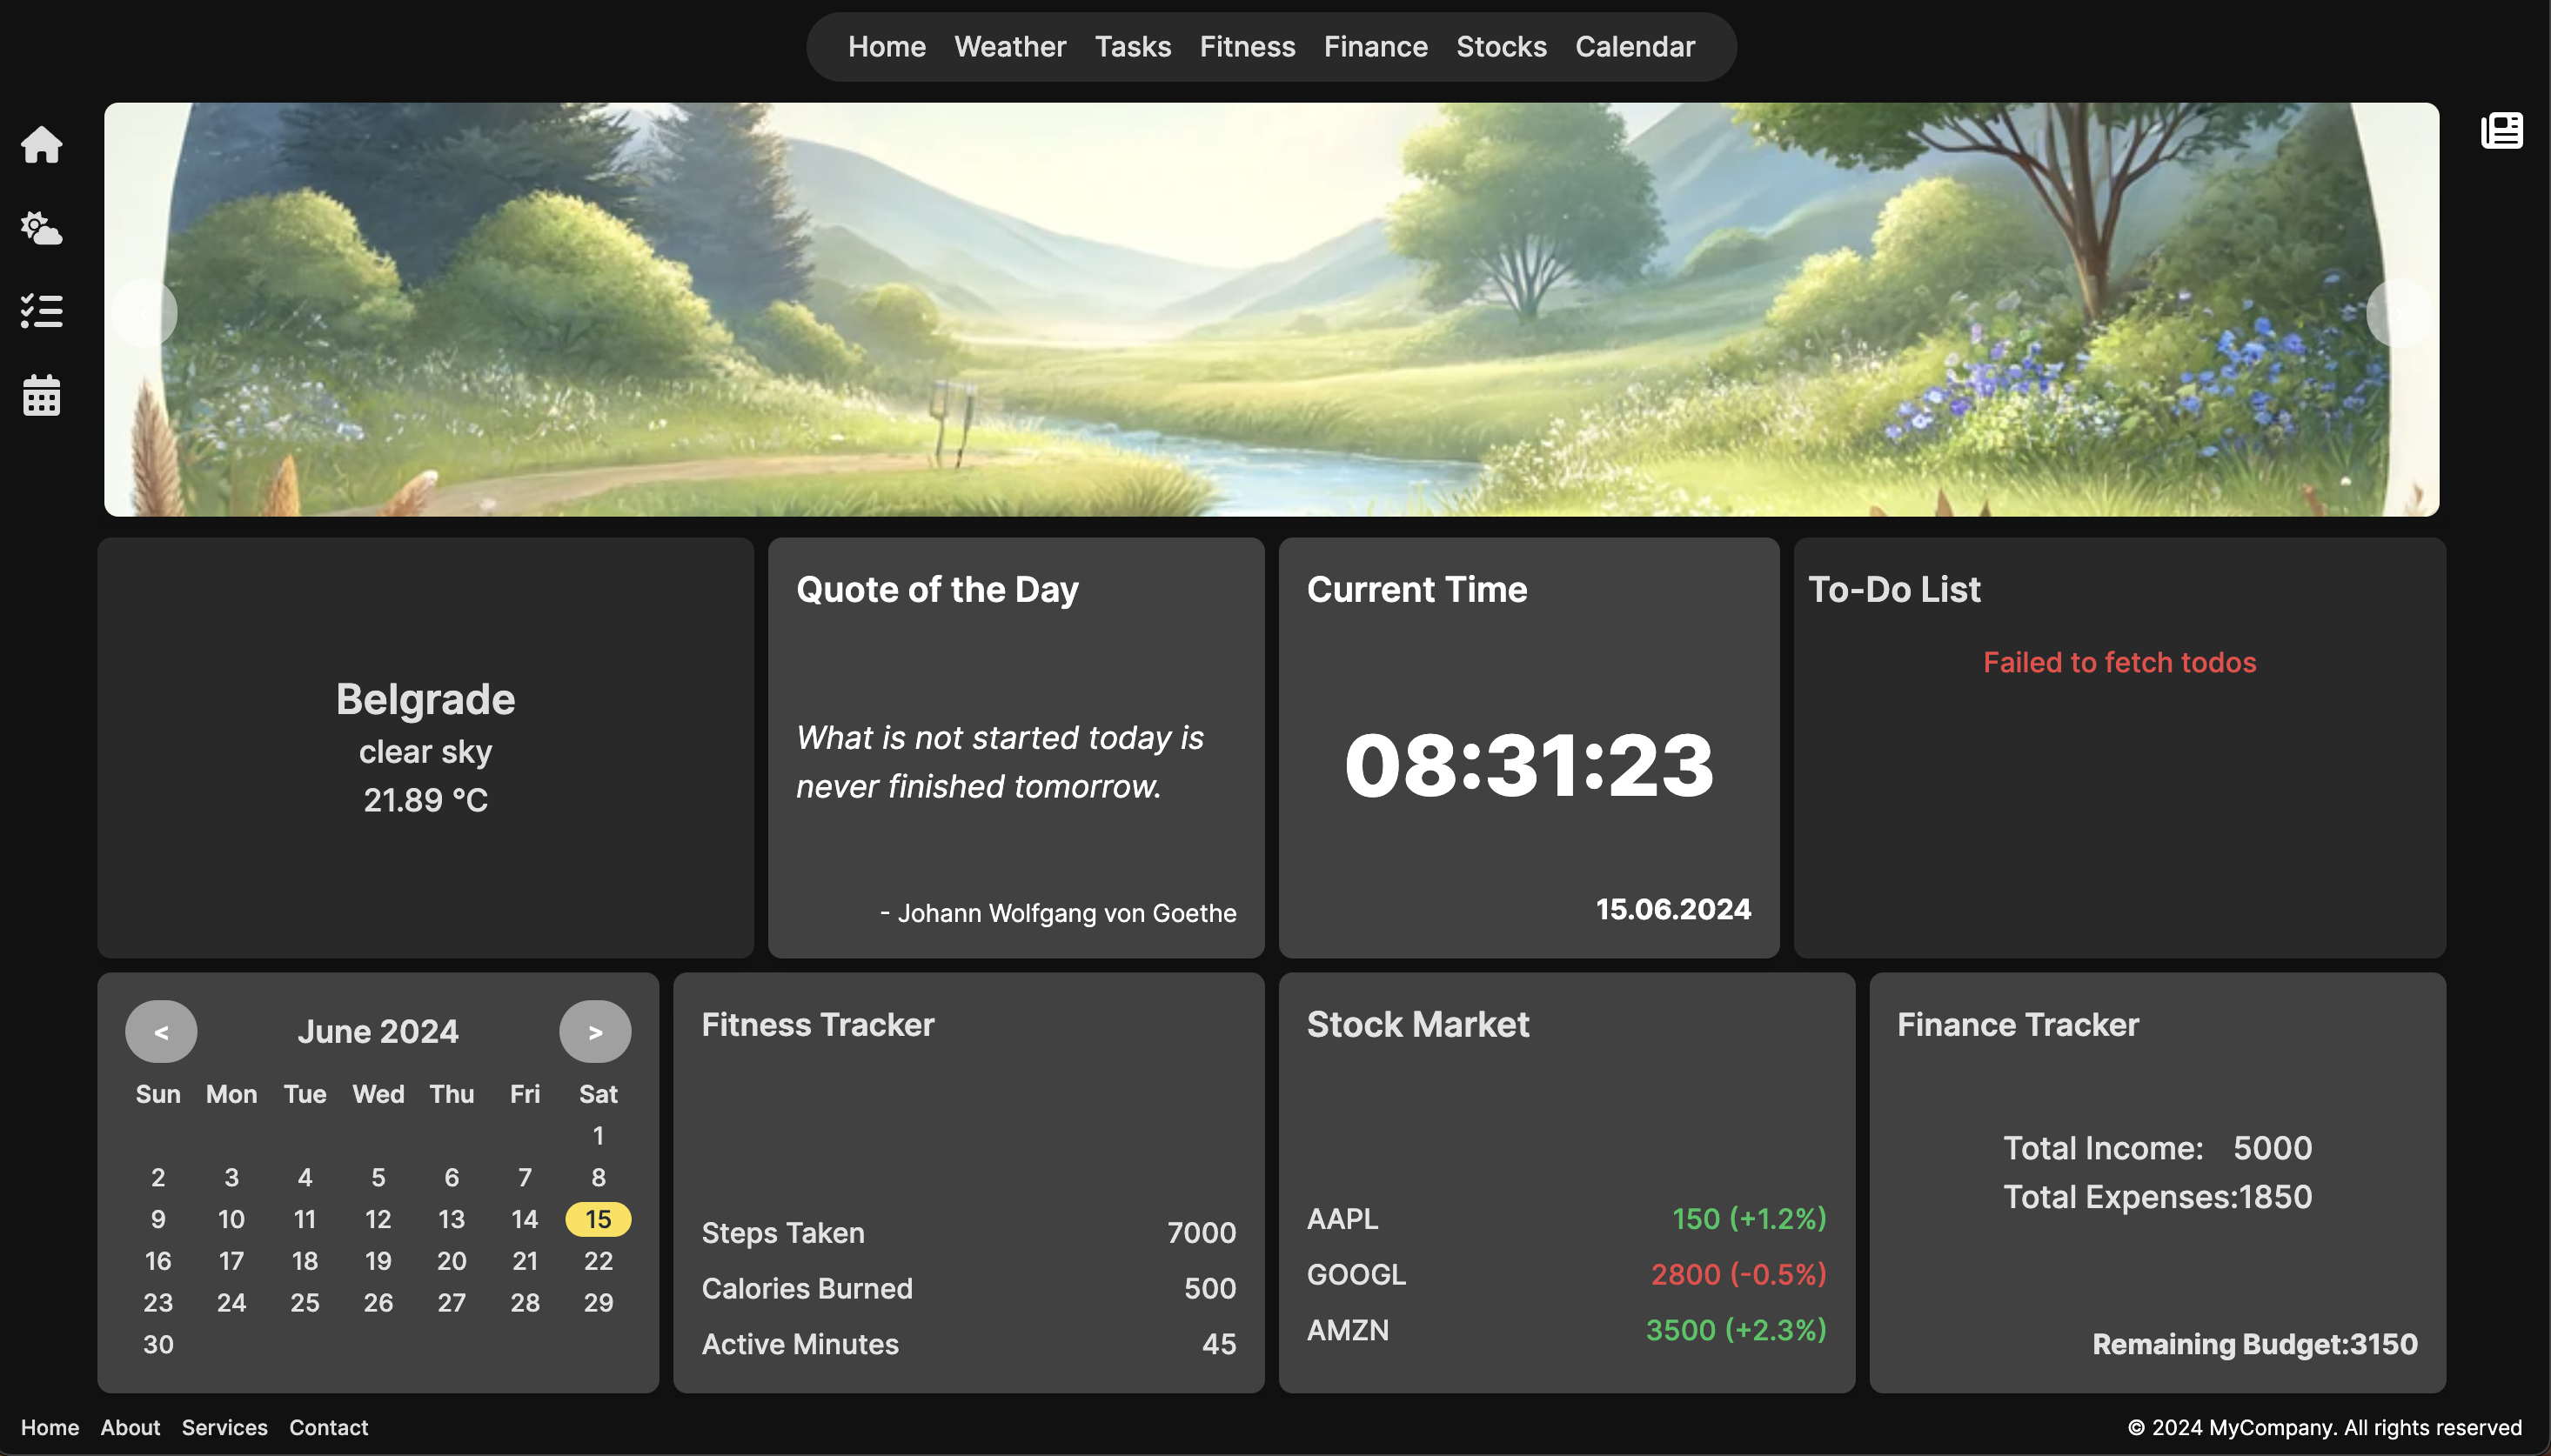 Home Weather Tasks Fitness Finance Stocks Calendar
Belgrade
clear sky
21.89 °C
Quote of the Day
What is not started today is
never finished tomorrow.
- Johann Wolfgang von Goethe
Current Time
08:31:23
15.06.2024
To-Do List
Failed to fetch todos
< June 2024 >
Sun Mon Tue Wed Thu Fri Sat
1
2 3 4 5 6 7 8
9 10 11 12 13 14 15
16 17 18 19 20 21 22
23 24 25 26 27 28 29
30
Fitness Tracker
Steps Taken 7000
Calories Burned 500
Active Minutes 45
Stock Market
AAPL 150 (+1.2%)
GOOGL 2800 (-0.5%)
AMZN 3500 (+2.3%)
Finance Tracker
Total Income: 5000
Total Expenses:1850
Remaining Budget:3150
Home About Services Contact
© 2024 MyCompany. All rights reserved